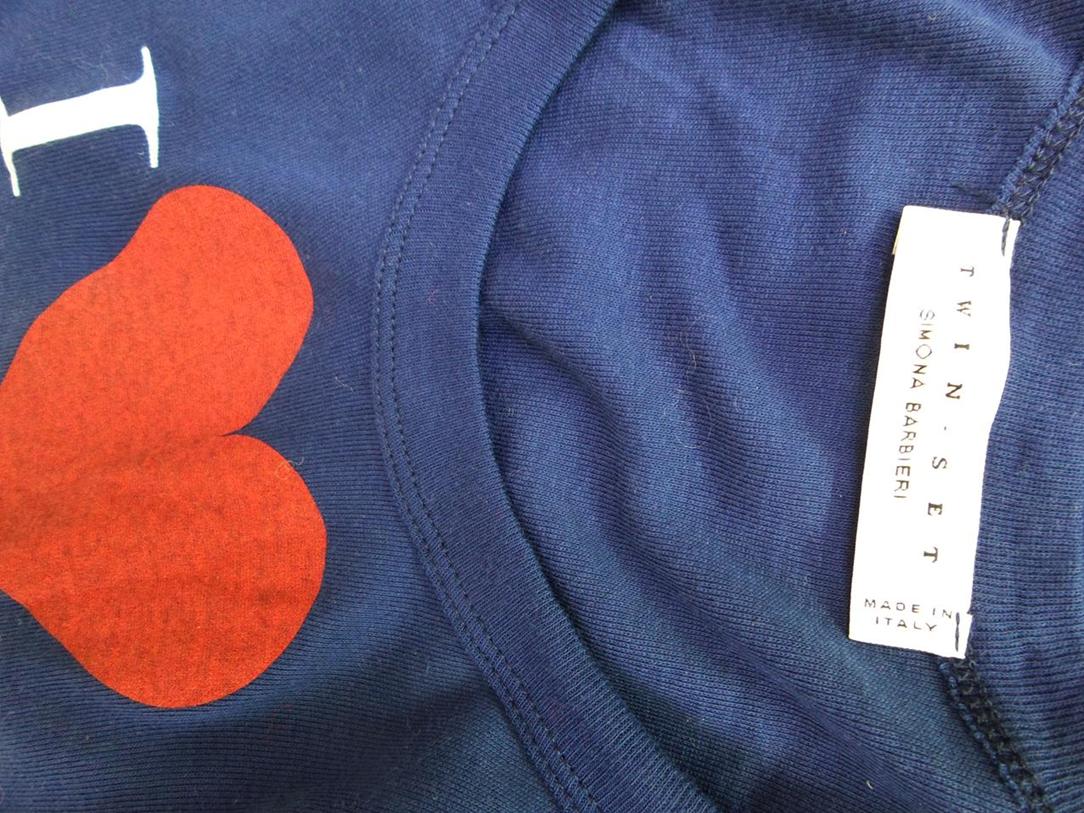 I
TWIN·SET
SIMONA BARBIERI
MADE IN
ITALY